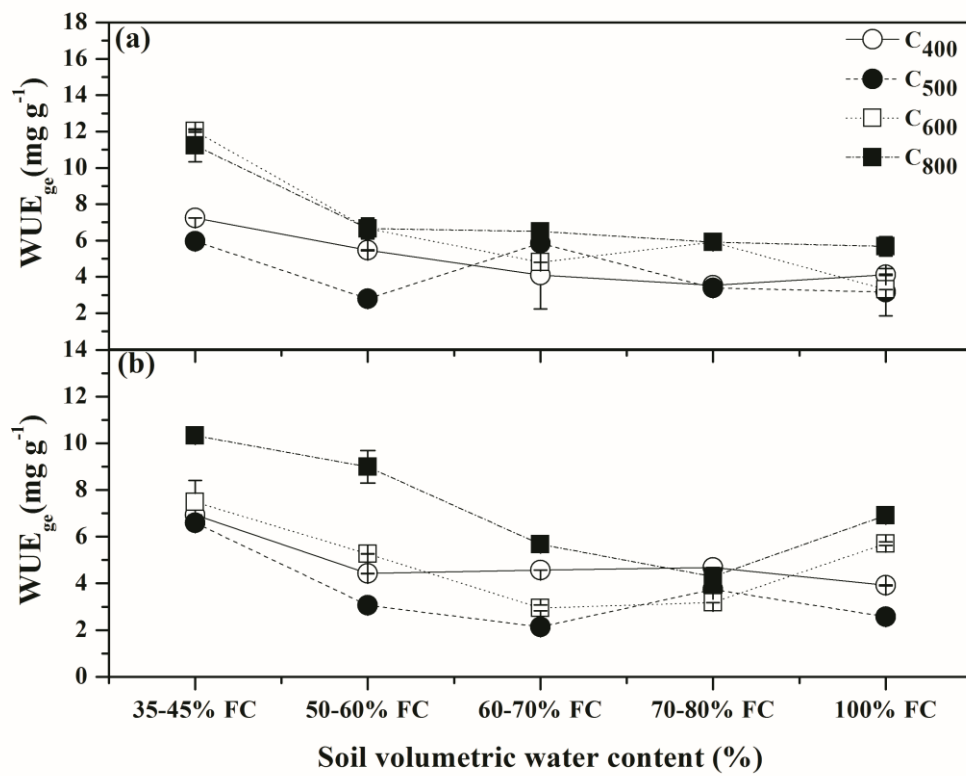 (a)
WUEge(mg g-1)
18
16
14
12
10
8
6
4
2
C400
C500
C600
C800
(b)
WUEge(mg g-1)
14
12
10
8
6
4
2
0
35-45% FC 50-60% FC 60-70% FC 70-80% FC 100% FC
Soil volumetric water content (%)